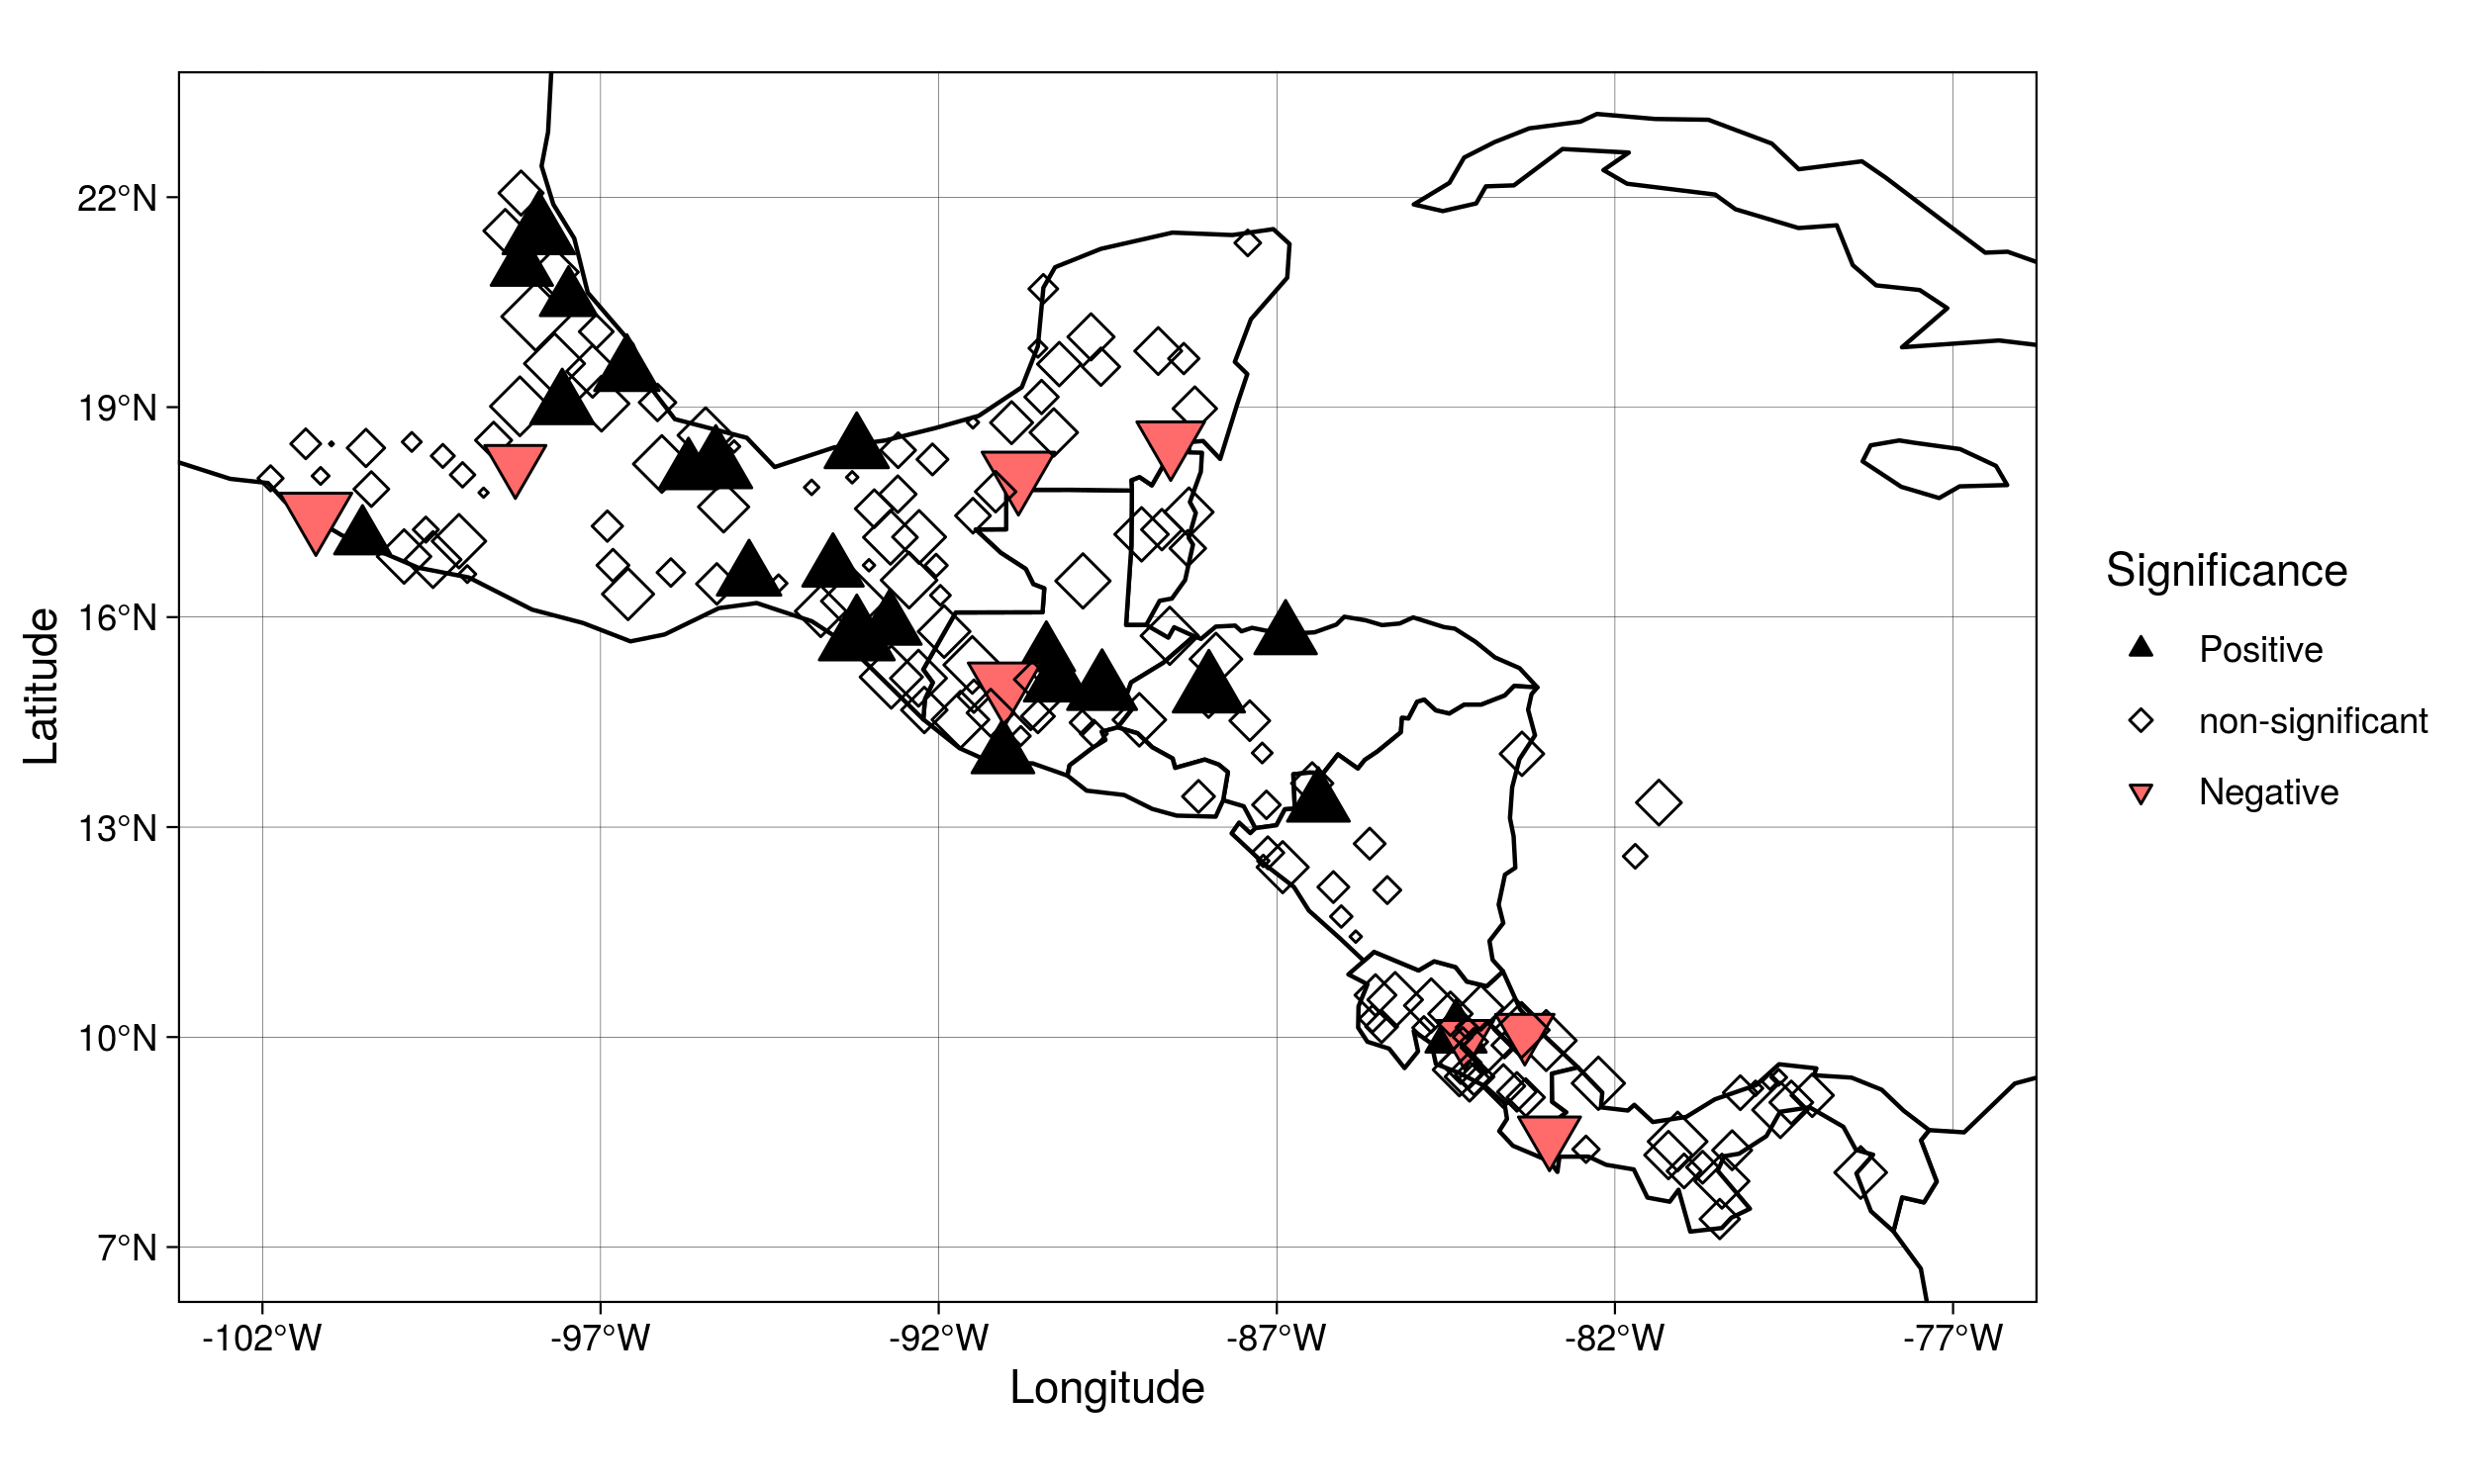 22°N
19°N
16°N
13°N
10°N
7°N
Latitude
-102°W
-97°W
-92°W
-87°W
-82°W
-77°W
Longitude
Significance
Positive
non-significant
Negative